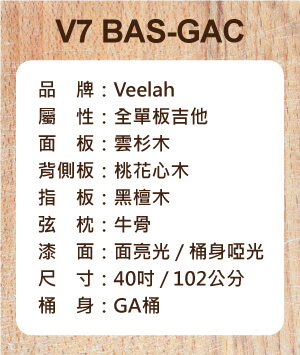 V7 BAS-GAC
品 牌：Veelah
屬 性：全單板吉他
面 板：雲杉木
背側板：桃花心木
指 板：黑檀木
弦 枕：牛骨
漆 面：面亮光 / 桶身啞光
尺 寸：40吋 / 102公分
桶 身：GA桶